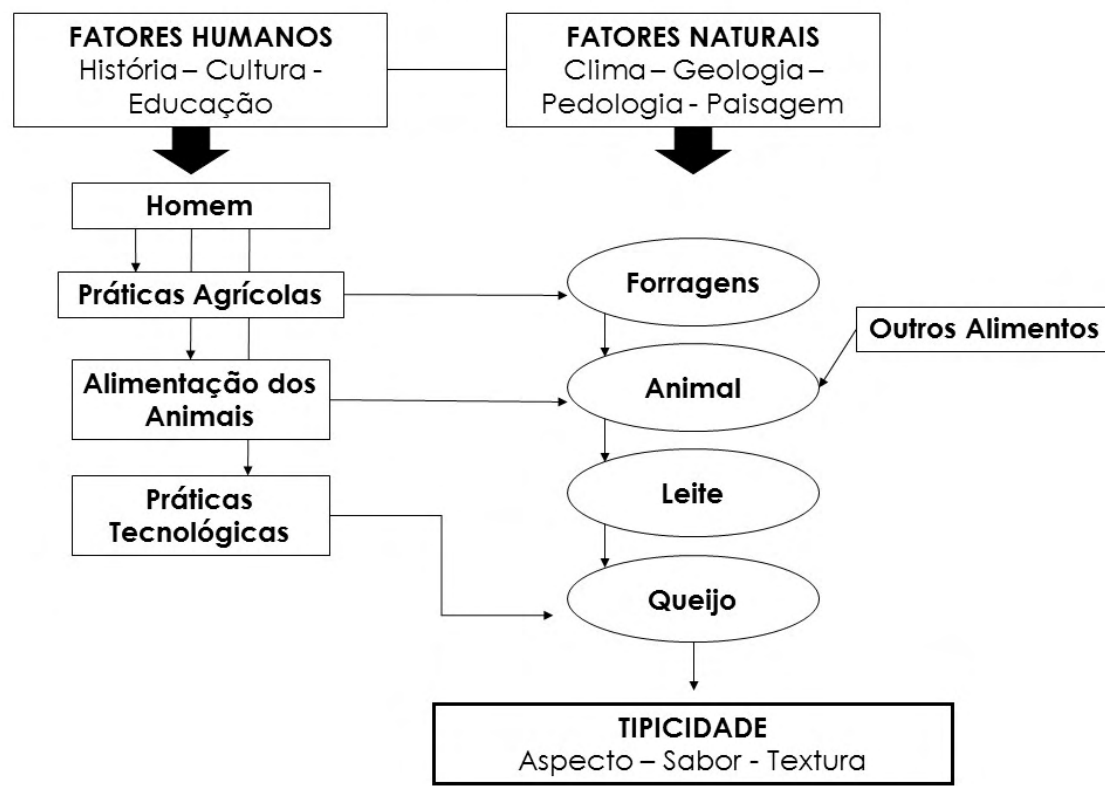 FATORES HUMANOS
História – Cultura -
Educação
FATORES NATURAIS
Clima – Geologia –
Pedologia - Paisagem
Homem
Práticas Agrícolas
Forragens
Outros Alimentos
Alimentação dos
Animais
Animal
Leite
Práticas
Tecnológicas
Queijo
TIPICIDADE
Aspecto – Sabor - Textura